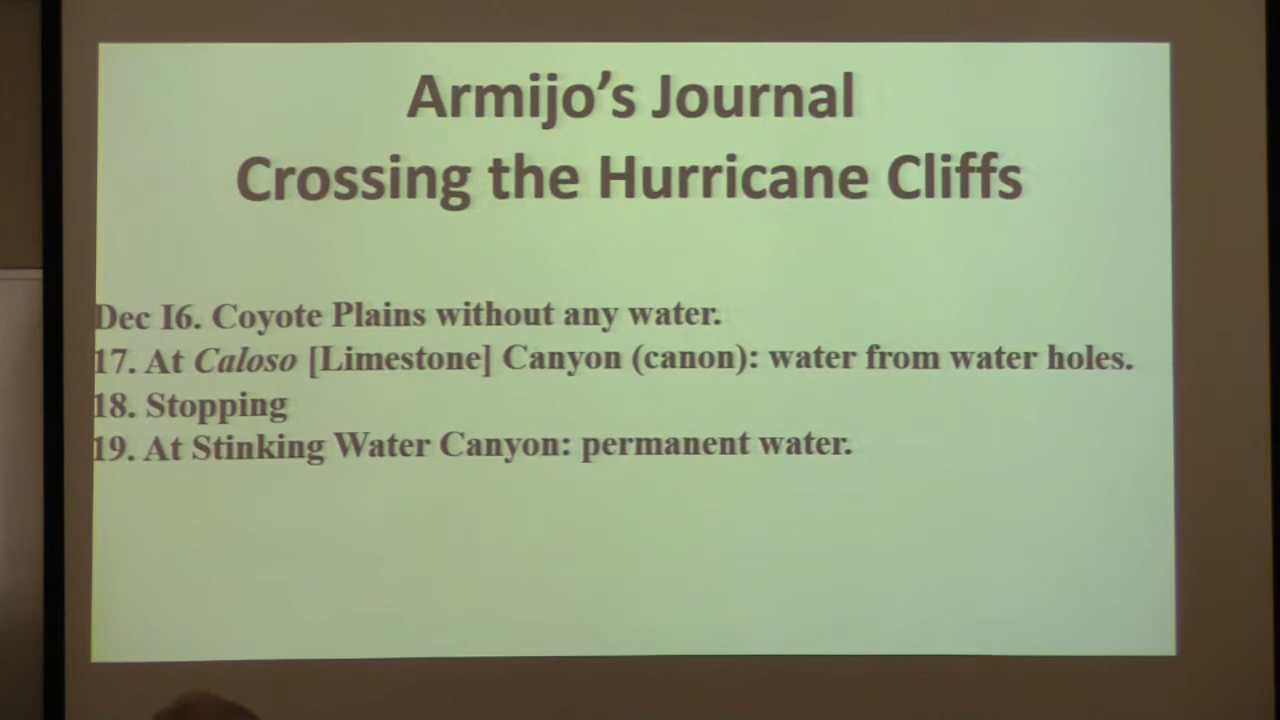 Armijo’s Journal
Crossing the Hurricane Cliffs
Dec I6. Coyote Plains without any water.
17. At Caloso [Limestone] Canyon (canon): water from water holes.
18. Stopping
19. At Stinking Water Canyon: permanent water.